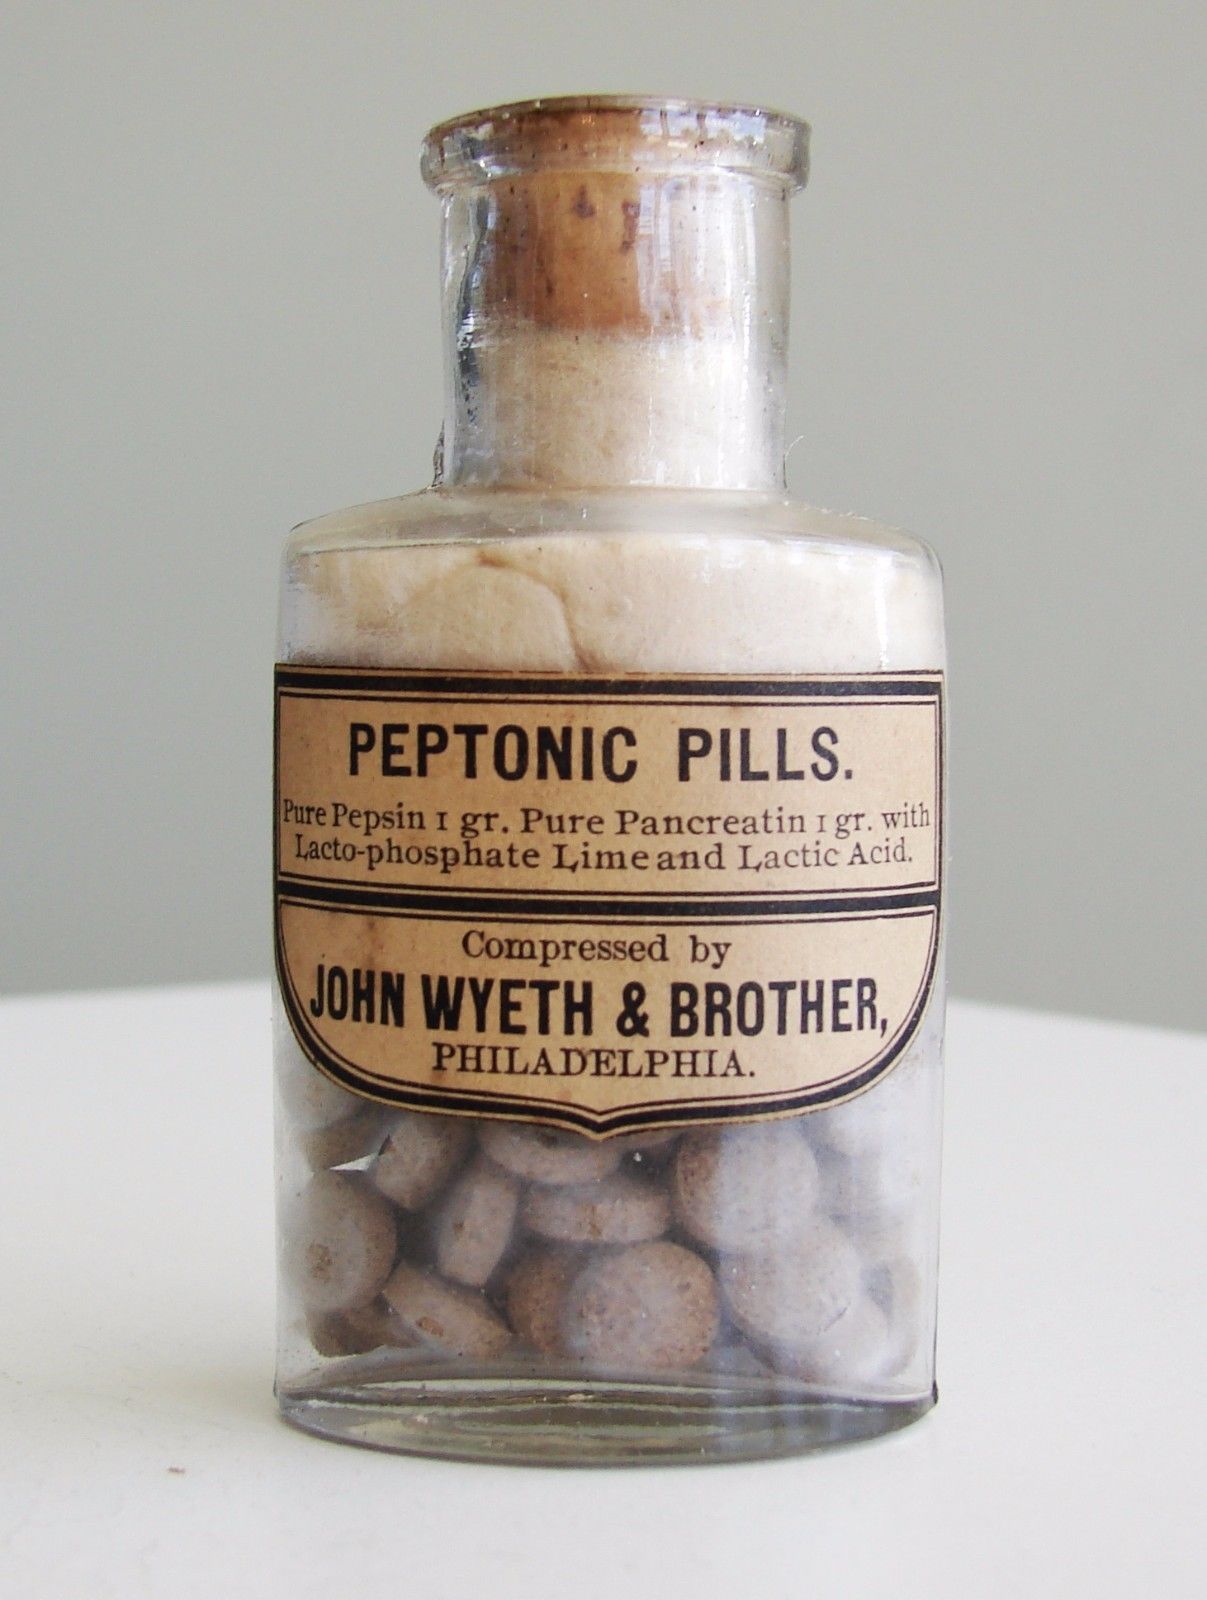 PEPTONIC PILLS.
Pure Pepsin 1 gr. Pure Pancreatin 1 gr. with
Lacto-phosphate Lime and Lactic Acid.
Compressed by
JOHN WYETH & BROTHER,
PHILADELPHIA.